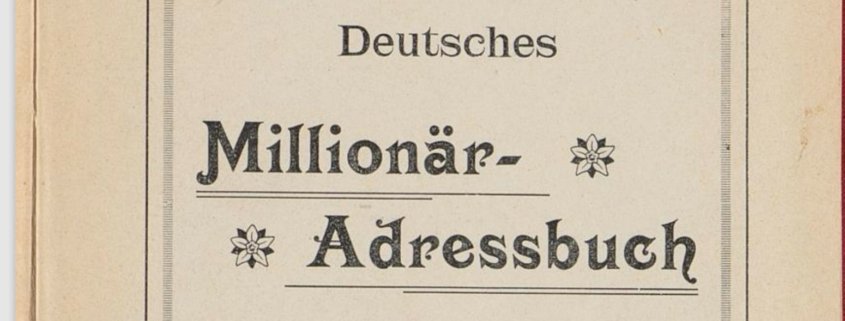 Deutsches
Millionär-
Adressbuch